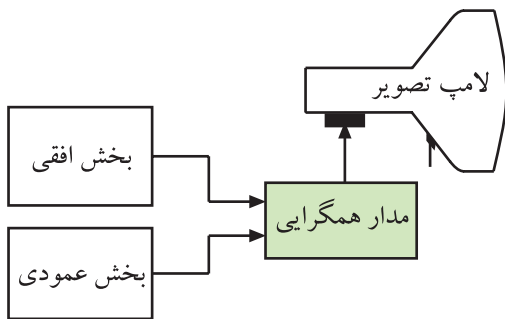 لامپ تصویر
بخش افقی
مدار همگرایی
بخش عمودی